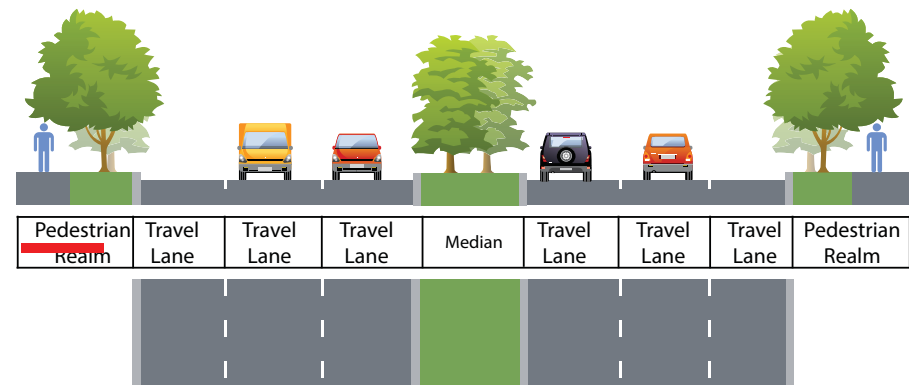 Pedestrian
Realm
Travel
Lane
Travel
Lane
Travel
Lane
Median
Travel
Lane
Travel
Lane
Travel
Lane
Pedestrian
Realm